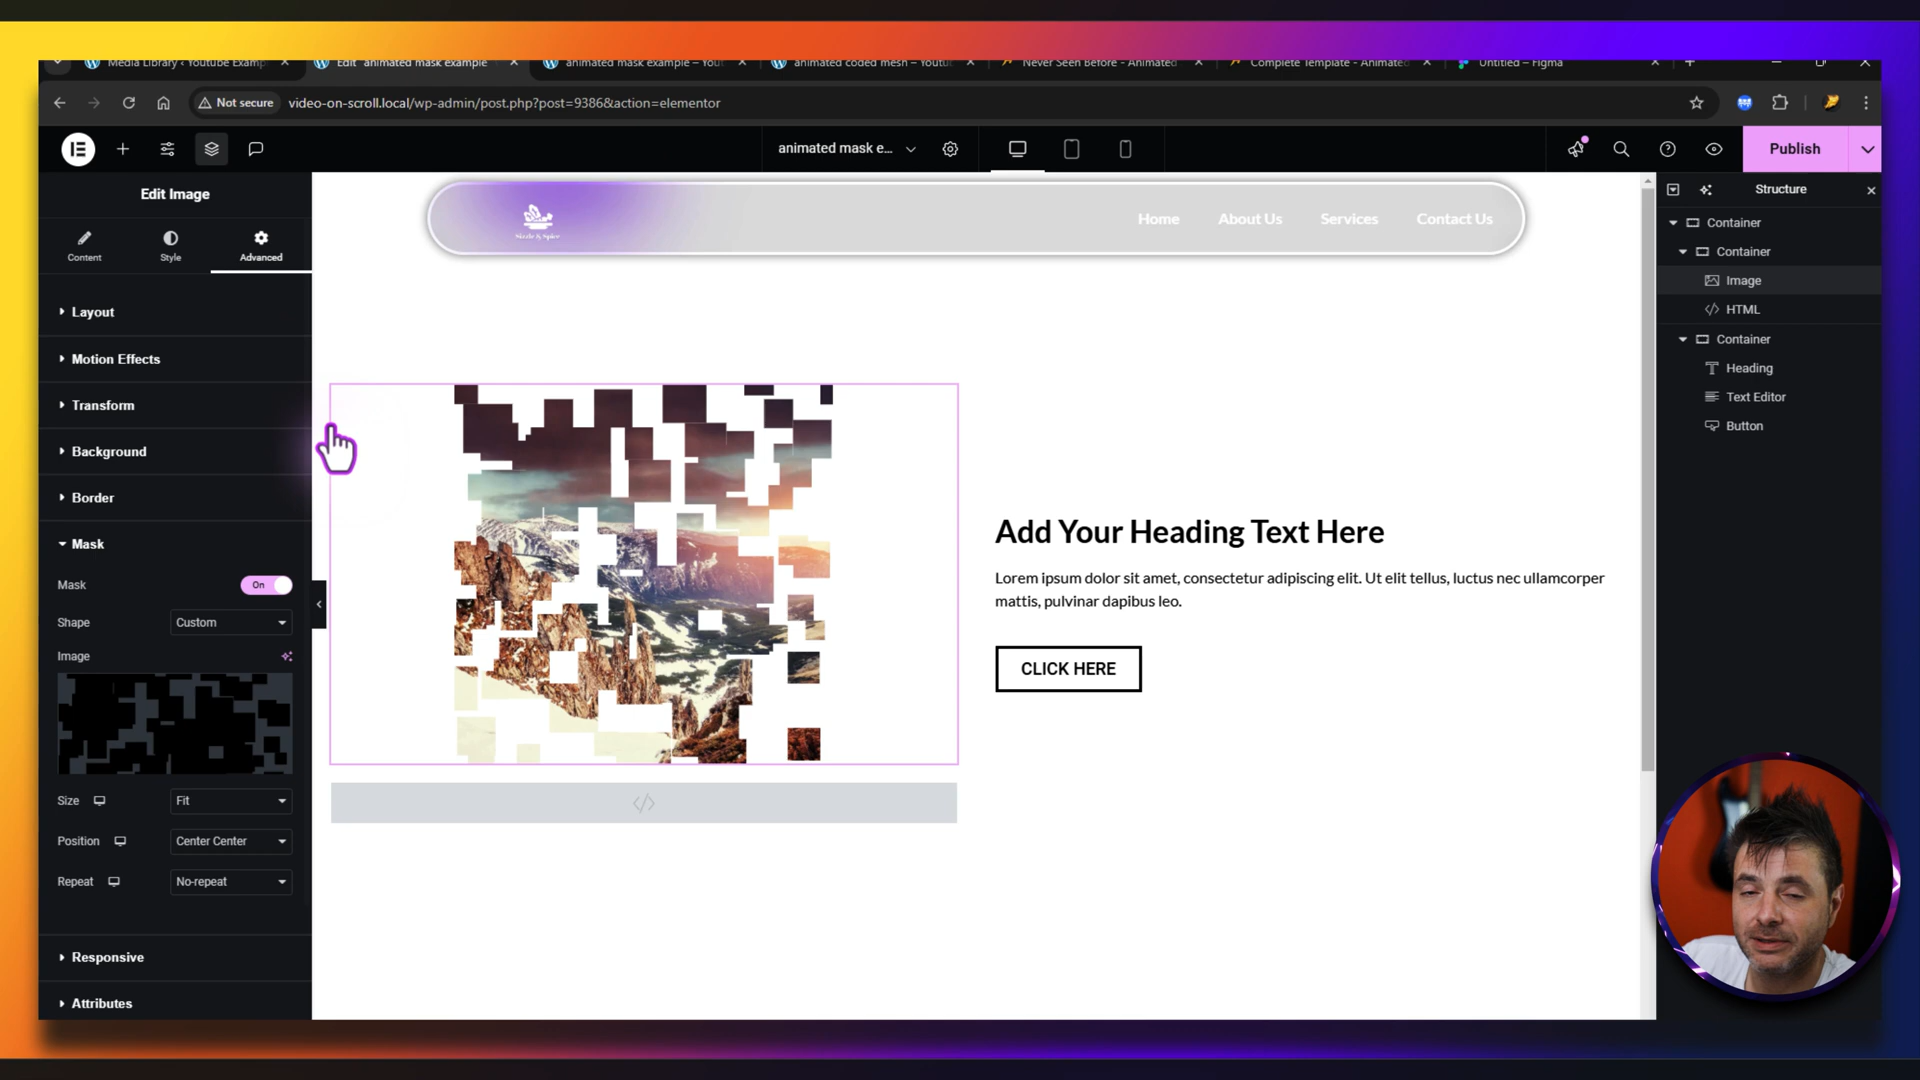 Media Library ‹ Youtube Examp
Edit "animated mask example"
animated mask example – You
animated coded mesh – Youtu
Never Seen Before - Animated
Complete Template - Animated
Untitled – Figma
Not secure
video-on-scroll.local/wp-admin/post.php?post=9386&action=elementor
animated mask e...
Publish
Edit Image
Content
Style
Advanced
Layout
Motion Effects
Transform
Background
Border
Mask
Mask
On
Shape
Custom
Image
Size
Fit
Position
Center Center
Repeat
No-repeat
Responsive
Attributes
Home
About Us
Services
Contact Us
Add Your Heading Text Here
Lorem ipsum dolor sit amet, consectetur adipiscing elit. Ut elit tellus, luctus nec ullamcorper
mattis, pulvinar dapibus leo.
CLICK HERE
Structure
Container
Container
Image
HTML
Container
Heading
Text Editor
Button